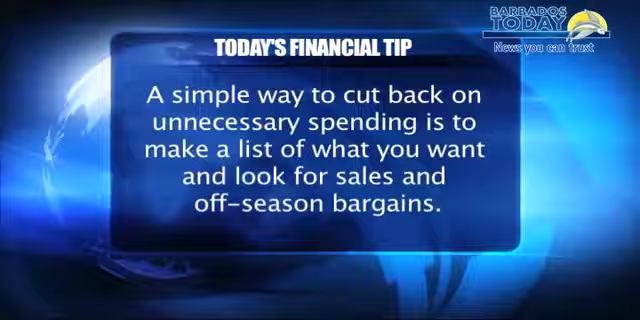 BARBADOS
TODAY
News you can trust
TODAY'S FINANCIAL TIP
A simple way to cut back on
unnecessary spending is to
make a list of what you want
and look for sales and
off-season bargains.